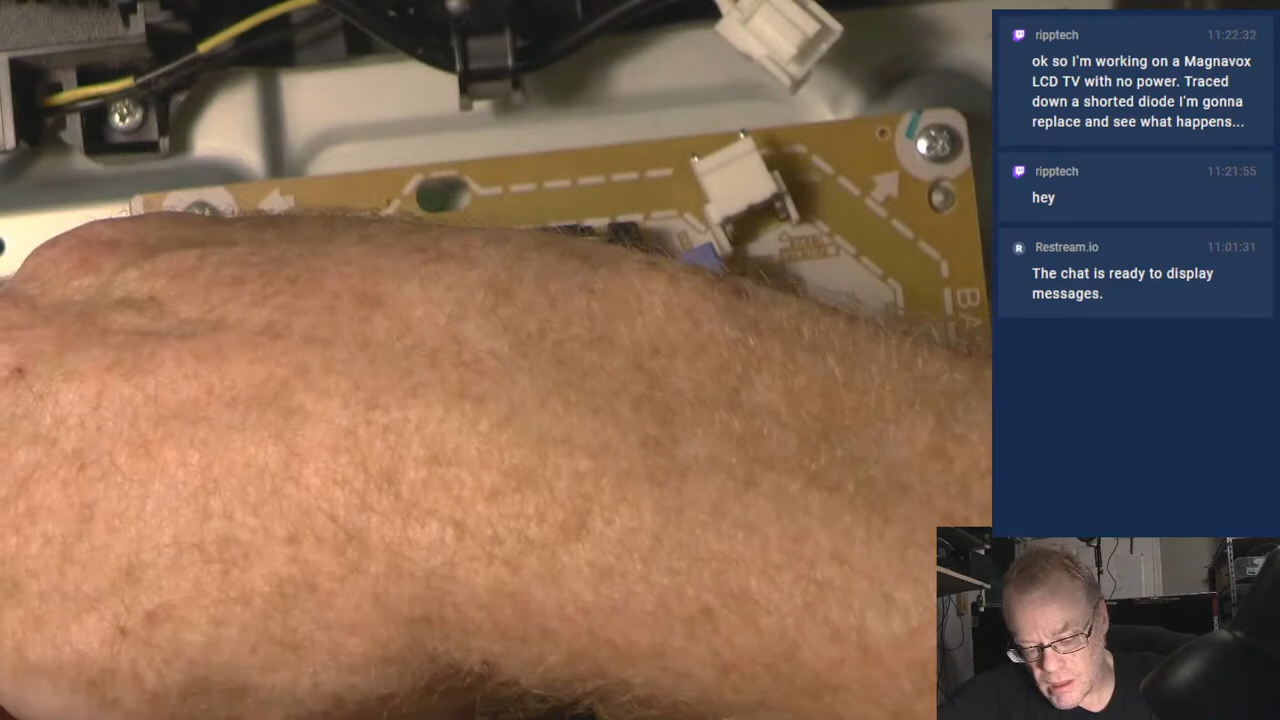 ripptech 11:22:32
ok so I'm working on a Magnavox
LCD TV with no power. Traced
down a shorted diode I'm gonna
replace and see what happens...
ripptech 11:21:55
hey
R Restream.io 11:01:31
The chat is ready to display
messages.
BA